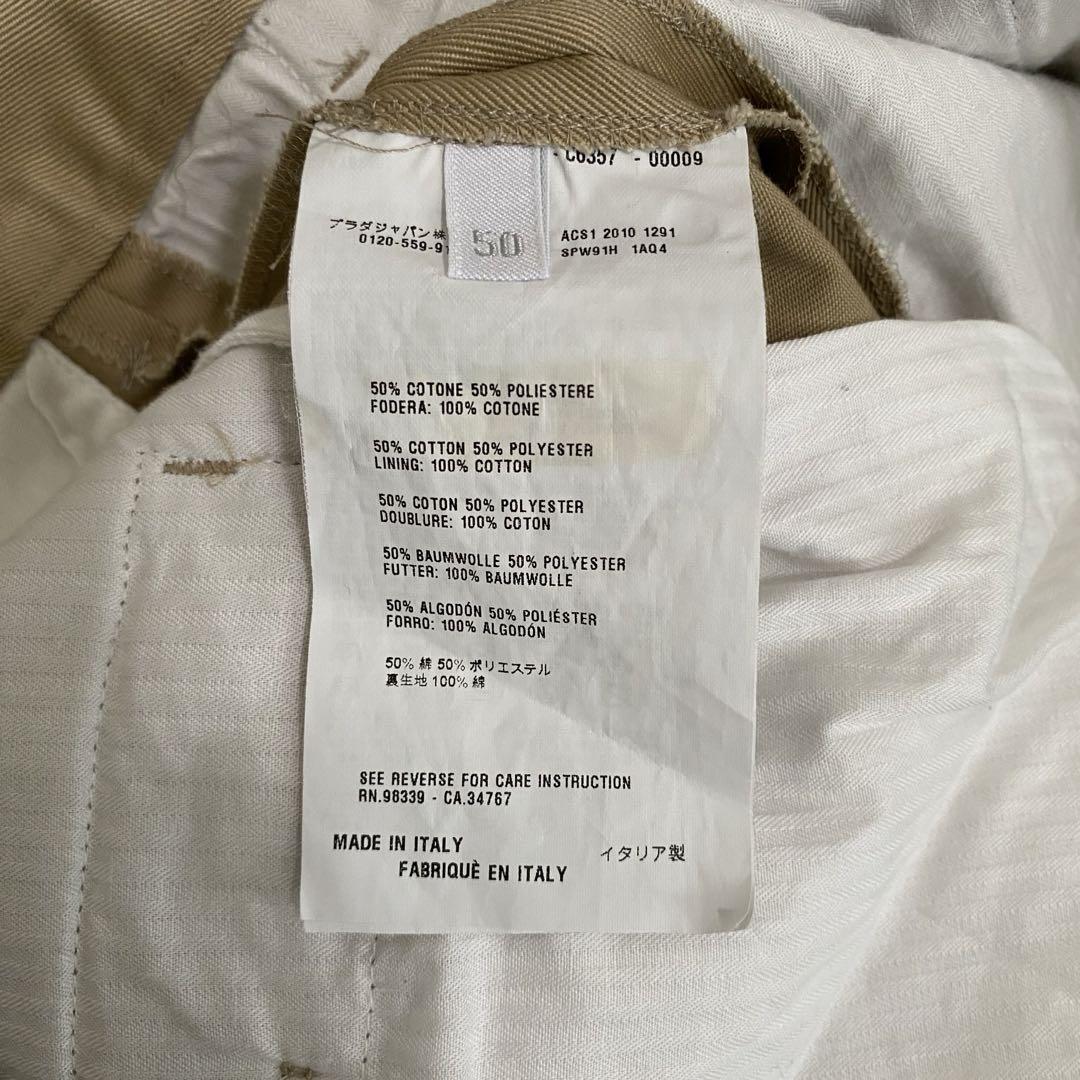 - C6357 - 00009
プラダジャパン株
0120-559-91
50
ACS1 2010 1291
SPW91H 1AQ4
50% COTONE 50% POLIESTERE
FODERA: 100% COTONE
50% COTTON 50% POLYESTER
LINING: 100% COTTON
50% COTON 50% POLYESTER
DOUBLURE: 100% COTON
50% BAUMWOLLE 50% POLYESTER
FUTTER: 100% BAUMWOLLE
50% ALGODÓN 50% POLIÉSTER
FORRO: 100% ALGODÓN
50% 綿 50% ポリエステル
裏生地 100% 綿
SEE REVERSE FOR CARE INSTRUCTION
RN.98339 - CA.34767
MADE IN ITALY
FABRIQUÈ EN ITALY
イタリア製